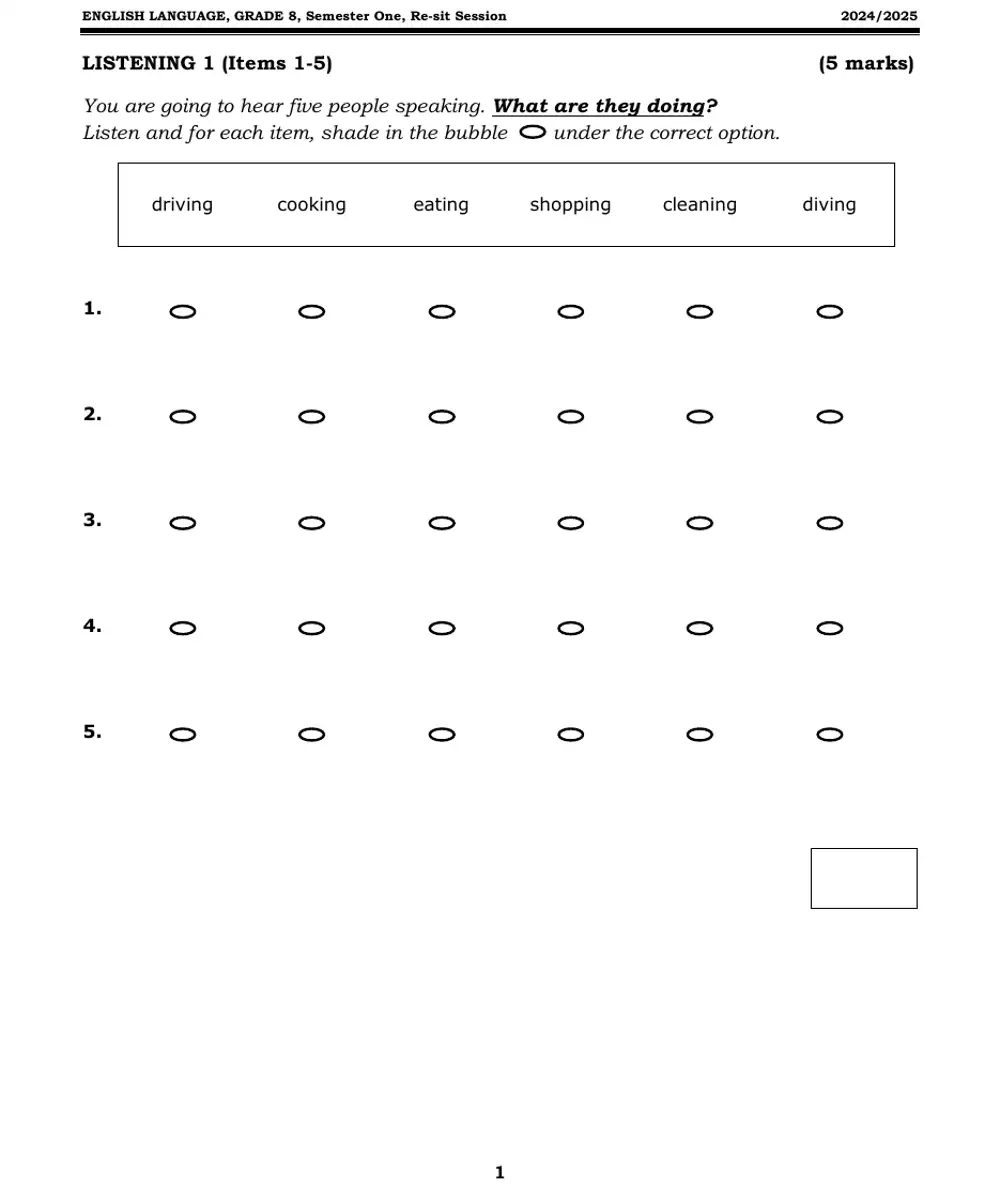 ENGLISH LANGUAGE, GRADE 8, Semester One, Re-sit Session 2024/2025
LISTENING 1 (Items 1-5) (5 marks)
You are going to hear five people speaking. What are they doing?
Listen and for each item, shade in the bubble under the correct option.
driving cooking eating shopping cleaning diving
1.
2.
3.
4.
5.
1